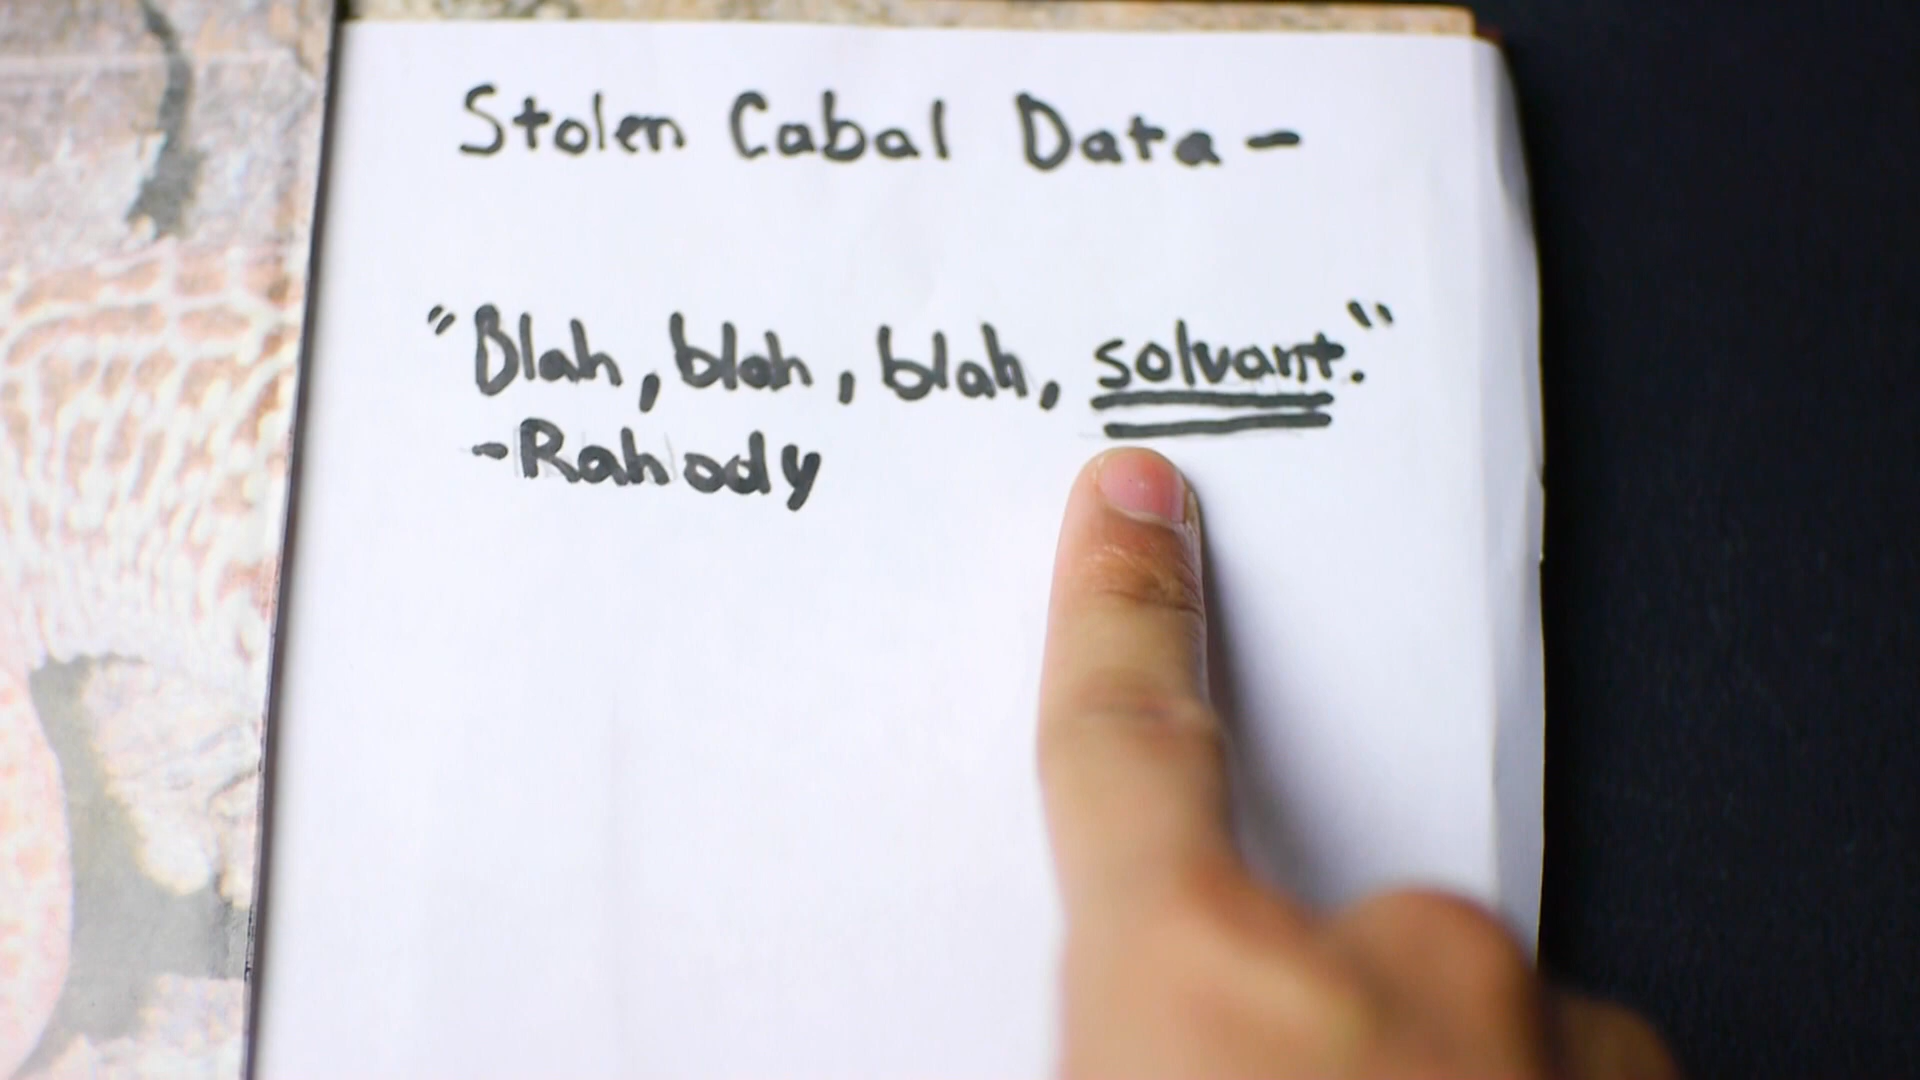 Stolen Cabal Data-
"Blah, blah, blah, solvant."
-Rahody